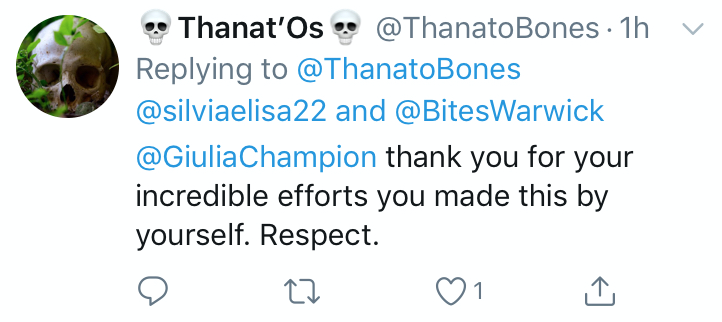 💀Thanat’Os💀 @ThanatoBones · 1h
Replying to @ThanatoBones
@silviaelisa22 and @BitesWarwick
@GiuliaChampion thank you for your
incredible efforts you made this by
yourself. Respect.
1